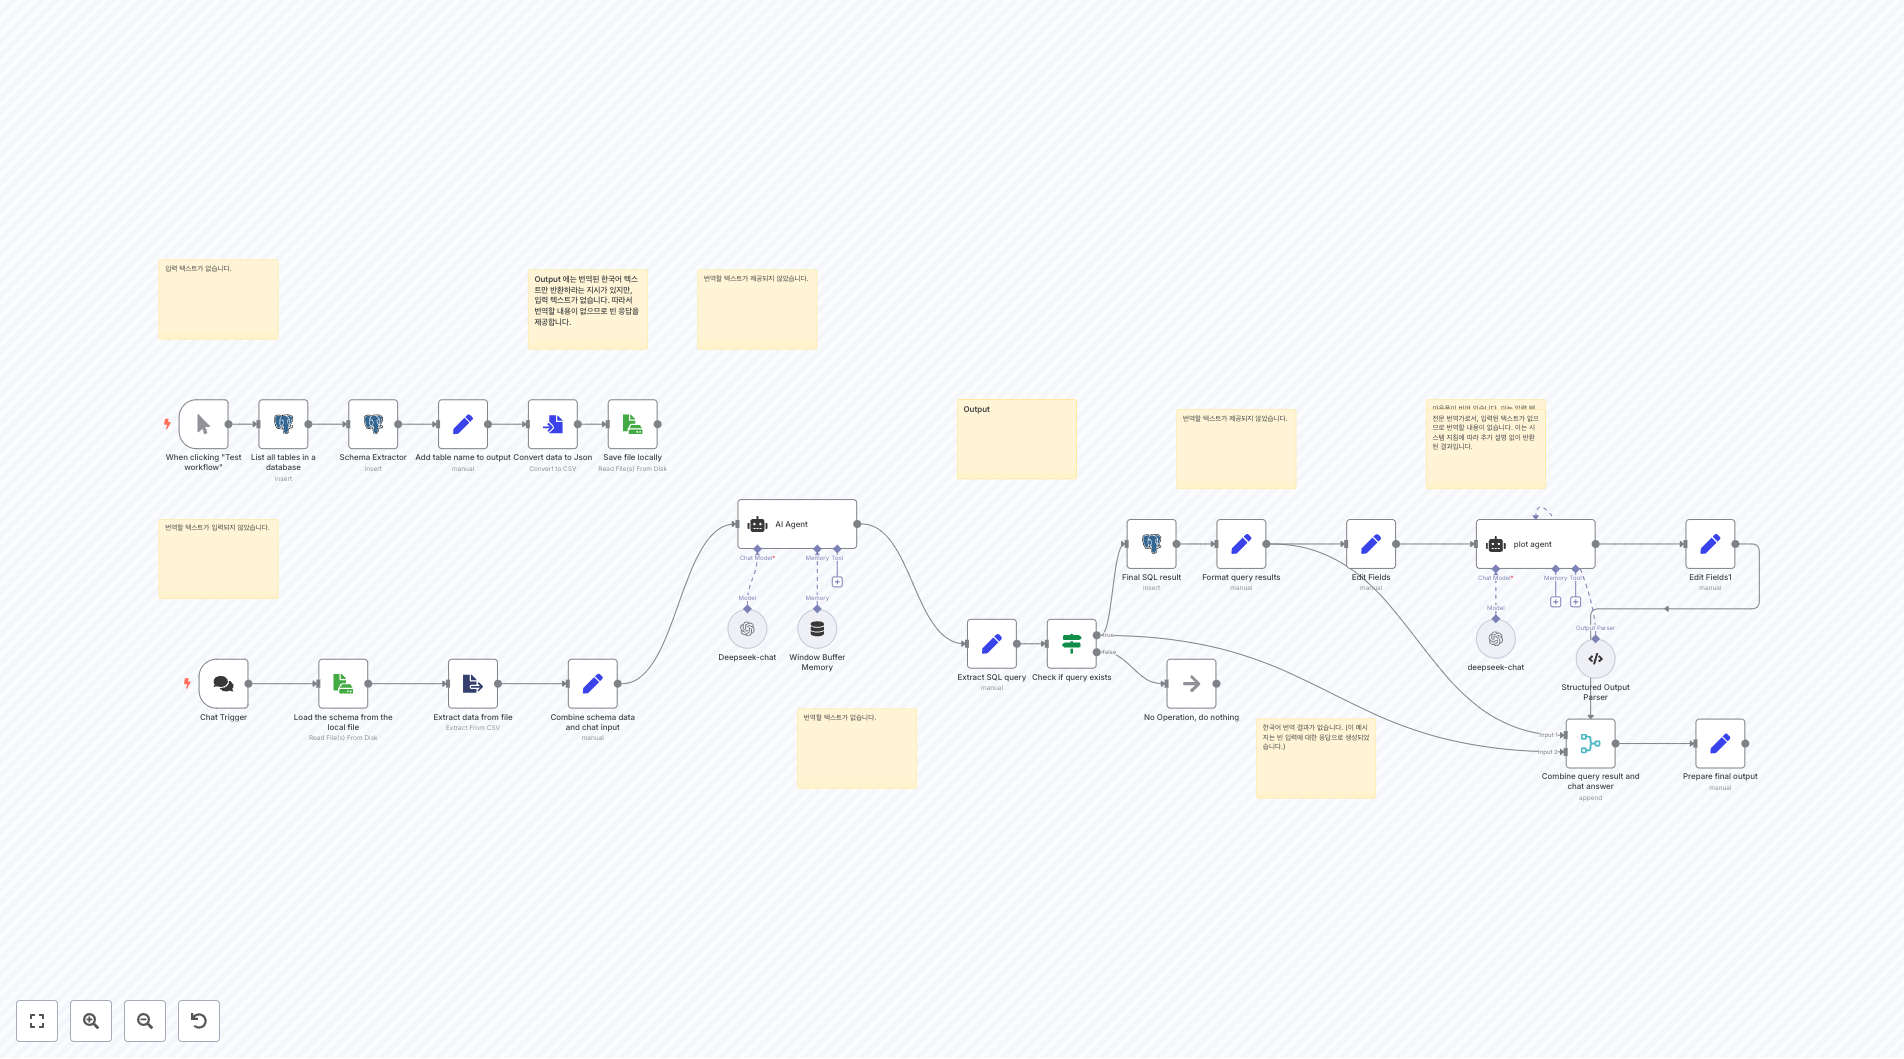 입력 텍스트가 없습니다.
Output 에는 번역된 한국어 텍스
트만 반환하라는 지시가 있지만,
입력 텍스트가 없습니다. 따라서
번역할 내용이 없으므로 빈 응답을
제공합니다.
번역할 텍스트가 제공되지 않았습니다.
When clicking "Test
workflow"
List all tables in a
database
insert
Schema Extractor
insert
Add table name to output
manual
Convert data to Json
Convert to CSV
Save file locally
Read File(s) From Disk
Output
번역할 텍스트가 제공되지 않았습니다.
전문 번역가로서, 입력된 텍스트가 없으
므로 번역할 내용이 없습니다. 이는 시
스템 지침에 따라 추가 설명 없이 반환
된 결과입니다.
번역할 텍스트가 입력되지 않았습니다.
AI Agent
Chat Model*
Memory
Tool
Model
Memory
Deepseek-chat
Window Buffer
Memory
Final SQL result
insert
Format query results
manual
Edit Fields
manual
plot agent
Chat Model*
Memory
Tool
Model
Output Parser
deepseek-chat
Structured Output
Parser
Edit Fields1
manual
Extract SQL query
manual
Check if query exists
true
false
No Operation, do nothing
Chat Trigger
Load the schema from the
local file
Read File(s) From Disk
Extract data from file
Extract From CSV
Combine schema data
and chat input
manual
번역할 텍스트가 없습니다.
한국어 번역 결과가 없습니다. (이 메시
지는 빈 입력에 대한 응답으로 생성되었
습니다.)
Input 1
Input 2
Combine query result and
chat answer
append
Prepare final output
manual